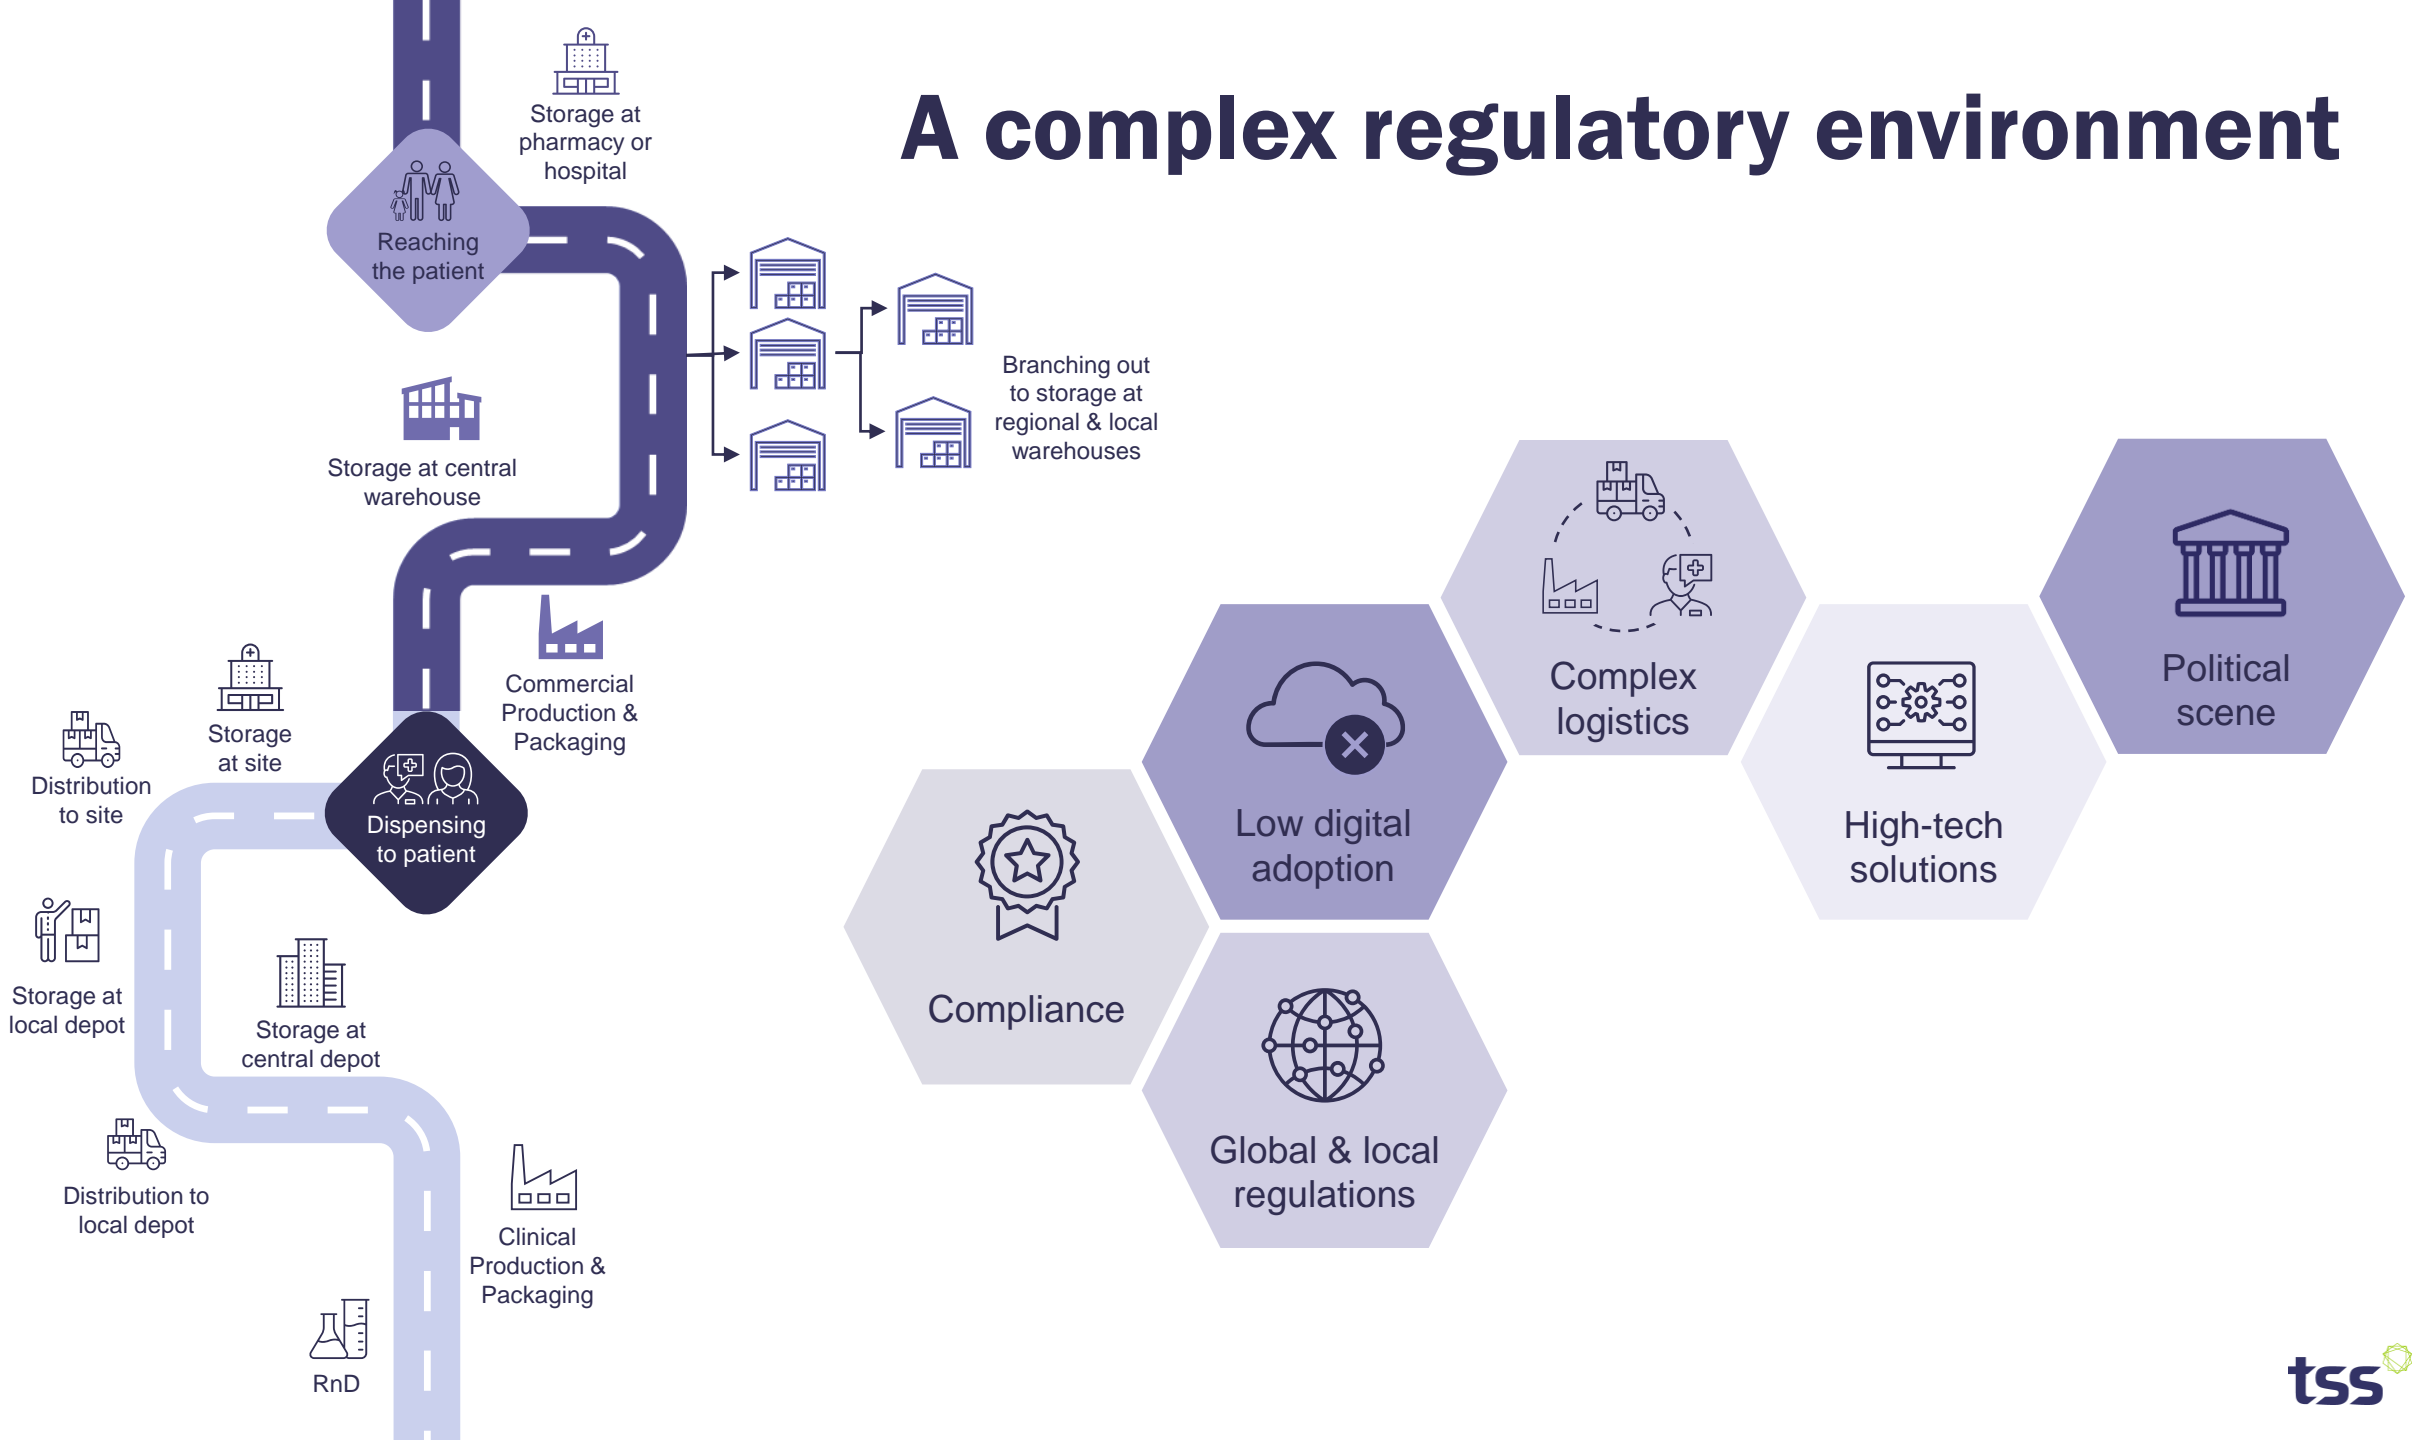 A complex regulatory environment
Storage at
pharmacy or
hospital
Reaching
the patient
Branching out
to storage at
regional & local
warehouses
Storage at central
warehouse
Commercial
Production &
Packaging
Storage
at site
Distribution
to site
Dispensing
to patient
Storage at
local depot
Storage at
central depot
Distribution to
local depot
Clinical
Production &
Packaging
RnD
Compliance
Low digital
adoption
Global & local
regulations
Complex
logistics
High-tech
solutions
Political
scene
tss